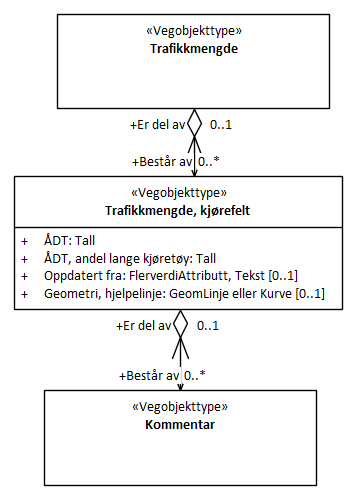 «Vegobjekttype»
Trafikkmengde
+Er del av 0..1
+Består av 0..*
«Vegobjekttype»
Trafikkmengde, kjørefelt
+ ÅDT: Tall
+ ÅDT, andel lange kjøretøy: Tall
+ Oppdatert fra: FlerverdiAttributt, Tekst [0..1]
+ Geometri, hjelpelinje: GeomLinje eller Kurve [0..1]
+Er del av 0..1
+Består av 0..*
«Vegobjekttype»
Kommentar